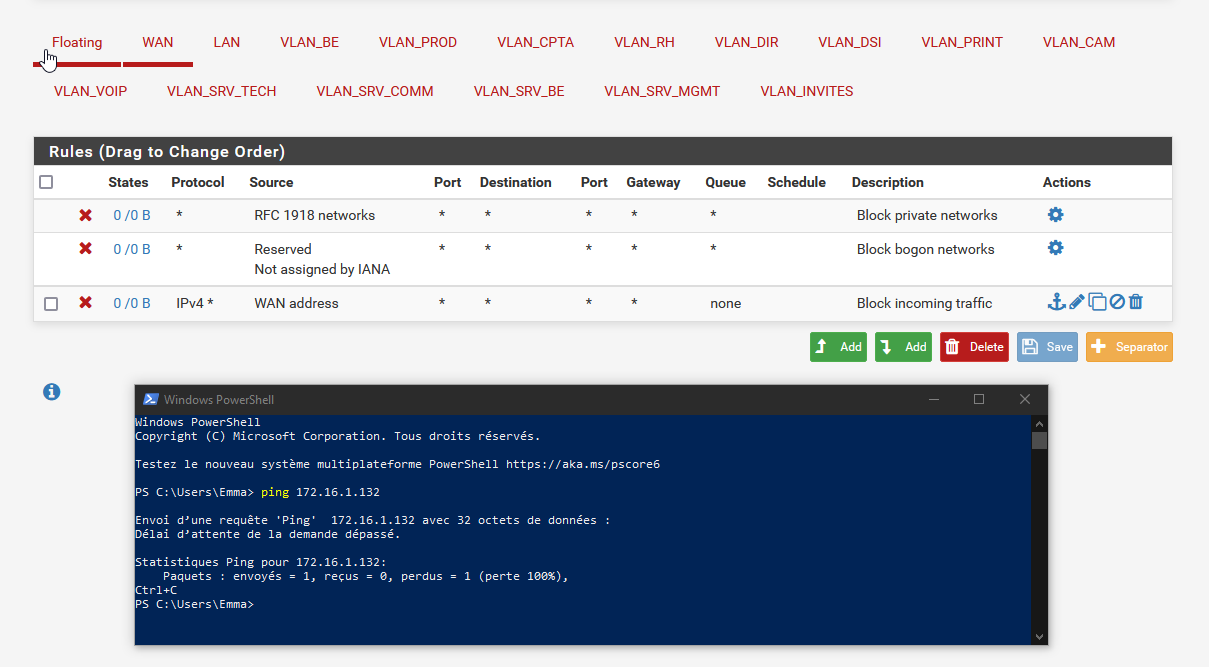 Floating WAN LAN VLAN_BE VLAN_PROD VLAN_CPTA VLAN_RH VLAN_DIR VLAN_DSI VLAN_PRINT VLAN_CAM
VLAN_VOIP VLAN_SRV_TECH VLAN_SRV_COMM VLAN_SRV_BE VLAN_SRV_MGMT VLAN_INVITES
Rules (Drag to Change Order)
States Protocol Source Port Destination Port Gateway Queue Schedule Description Actions
0 /0 B * RFC 1918 networks * * * * * Block private networks
0 /0 B * Reserved * * * * * Block bogon networks
Not assigned by IANA
0 /0 B IPv4 * WAN address * * * * none Block incoming traffic
Add Add Delete Save Separator
Windows PowerShell
Windows PowerShell
Copyright (C) Microsoft Corporation. Tous droits réservés.
Testez le nouveau système multiplateforme PowerShell https://aka.ms/pscore6
PS C:\Users\Emma> ping 172.16.1.132
Envoi d’une requête 'Ping'  172.16.1.132 avec 32 octets de données :
Délai d’attente de la demande dépassé.
Statistiques Ping pour 172.16.1.132:
    Paquets : envoyés = 1, reçus = 0, perdus = 1 (perte 100%),
Ctrl+C
PS C:\Users\Emma>